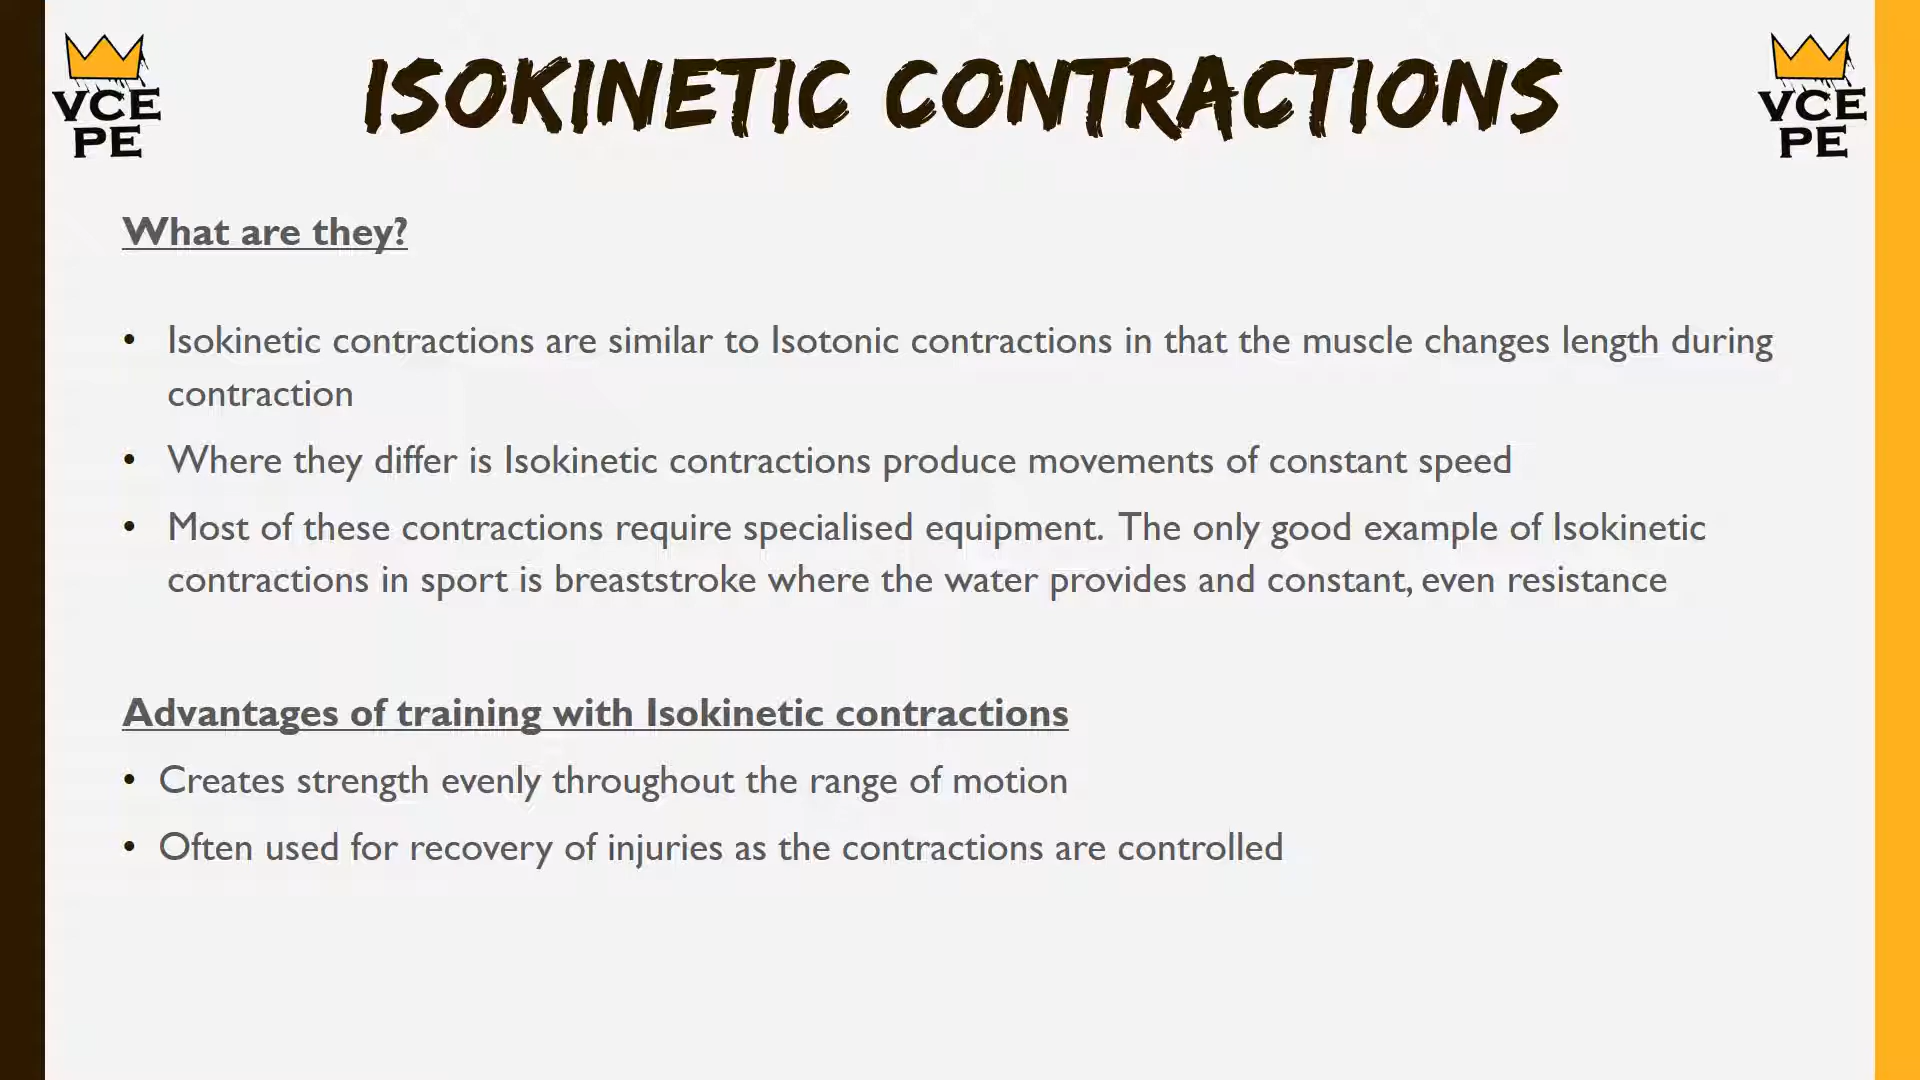 VCE
PE
ISOKINETIC CONTRACTIONS
VCE
PE
What are they?
• Isokinetic contractions are similar to Isotonic contractions in that the muscle changes length during
contraction
• Where they differ is Isokinetic contractions produce movements of constant speed
• Most of these contractions require specialised equipment. The only good example of Isokinetic
contractions in sport is breaststroke where the water provides and constant, even resistance
Advantages of training with Isokinetic contractions
• Creates strength evenly throughout the range of motion
• Often used for recovery of injuries as the contractions are controlled